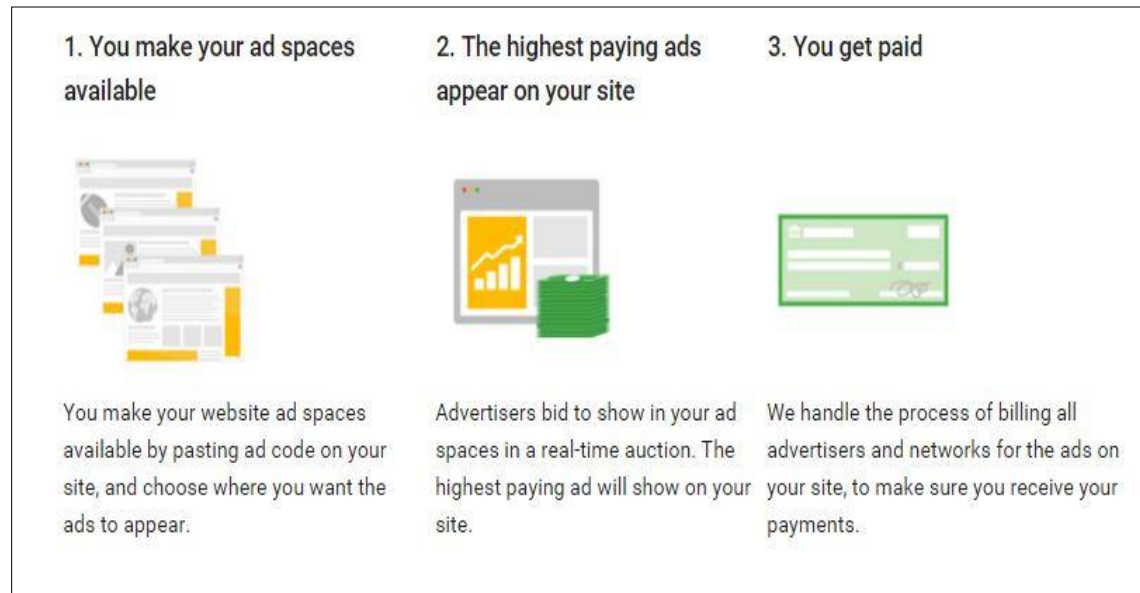 1. You make your ad spaces
available
You make your website ad spaces
available by pasting ad code on your
site, and choose where you want the
ads to appear.
2. The highest paying ads
appear on your site
Advertisers bid to show in your ad
spaces in a real-time auction. The
highest paying ad will show on your
site.
3. You get paid
We handle the process of billing all
advertisers and networks for the ads on
your site, to make sure you receive your
payments.